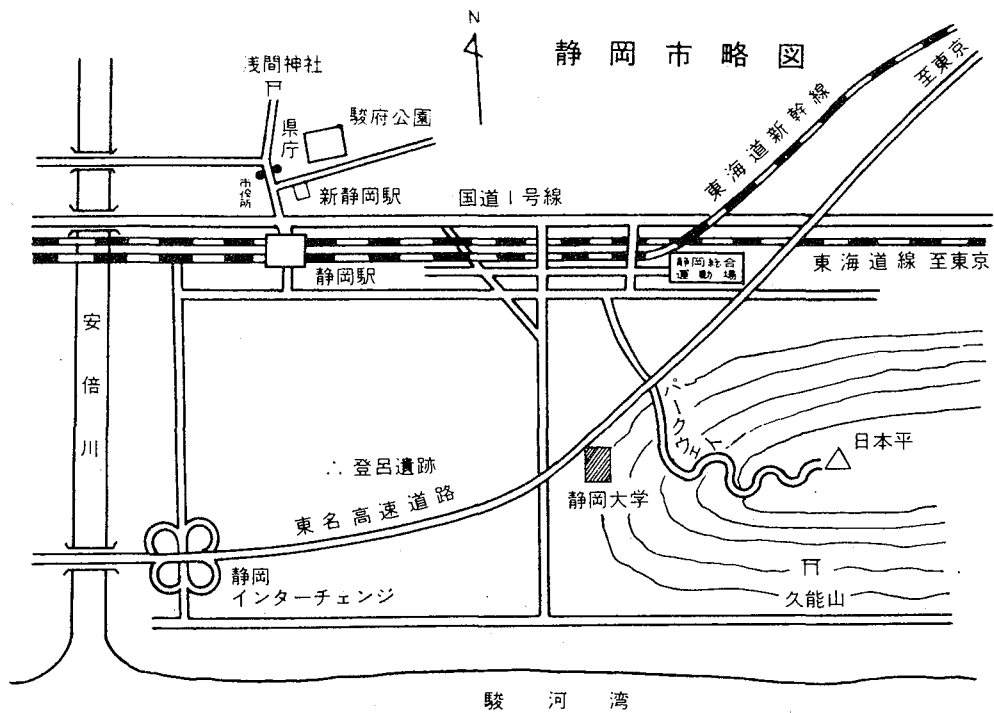 静岡市略図
N
浅間神社
県庁
駿府公園
市役所
新静岡駅
国道1号線
東海道新幹線
至東京
静岡駅
静岡総合
運動場
東海道線 至東京
安倍川
パークウェイ
日本平
∴登呂遺跡
静岡大学
東名高速道路
静岡
インターチェンジ
久能山
駿河湾